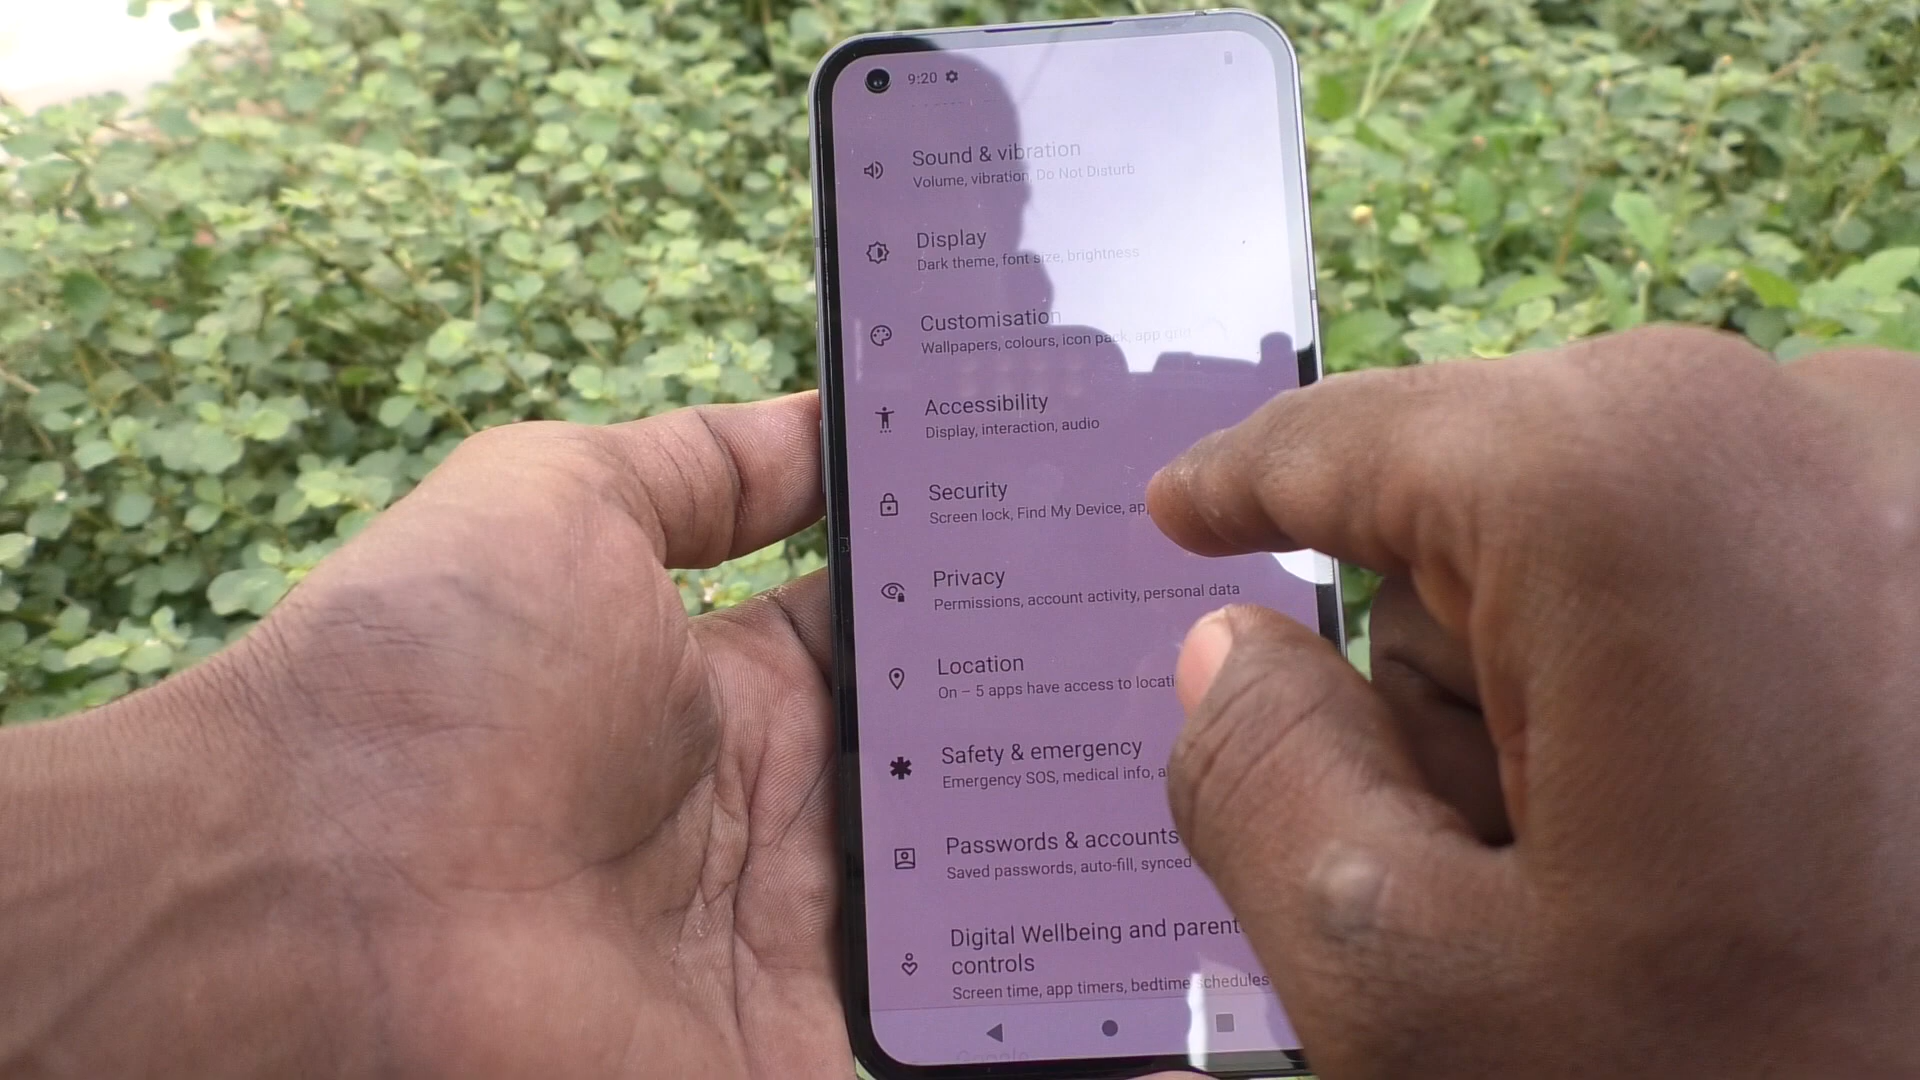 9:20
Sound & vibration
Volume, vibration, Do Not Disturb
Display
Dark theme, font size, brightness
Customisation
Wallpapers, colours, icon pack, app grid
Accessibility
Display, interaction, audio
Security
Screen lock, Find My Device,
Privacy
Permissions, account activity, personal data
Location
On – 5 apps have access to
Safety & emergency
Emergency SOS, medical info,
Passwords & accounts
Saved passwords, auto-fill, synced
Digital Wellbeing and
controls
Screen time, app timers, bedtime schedules
Google